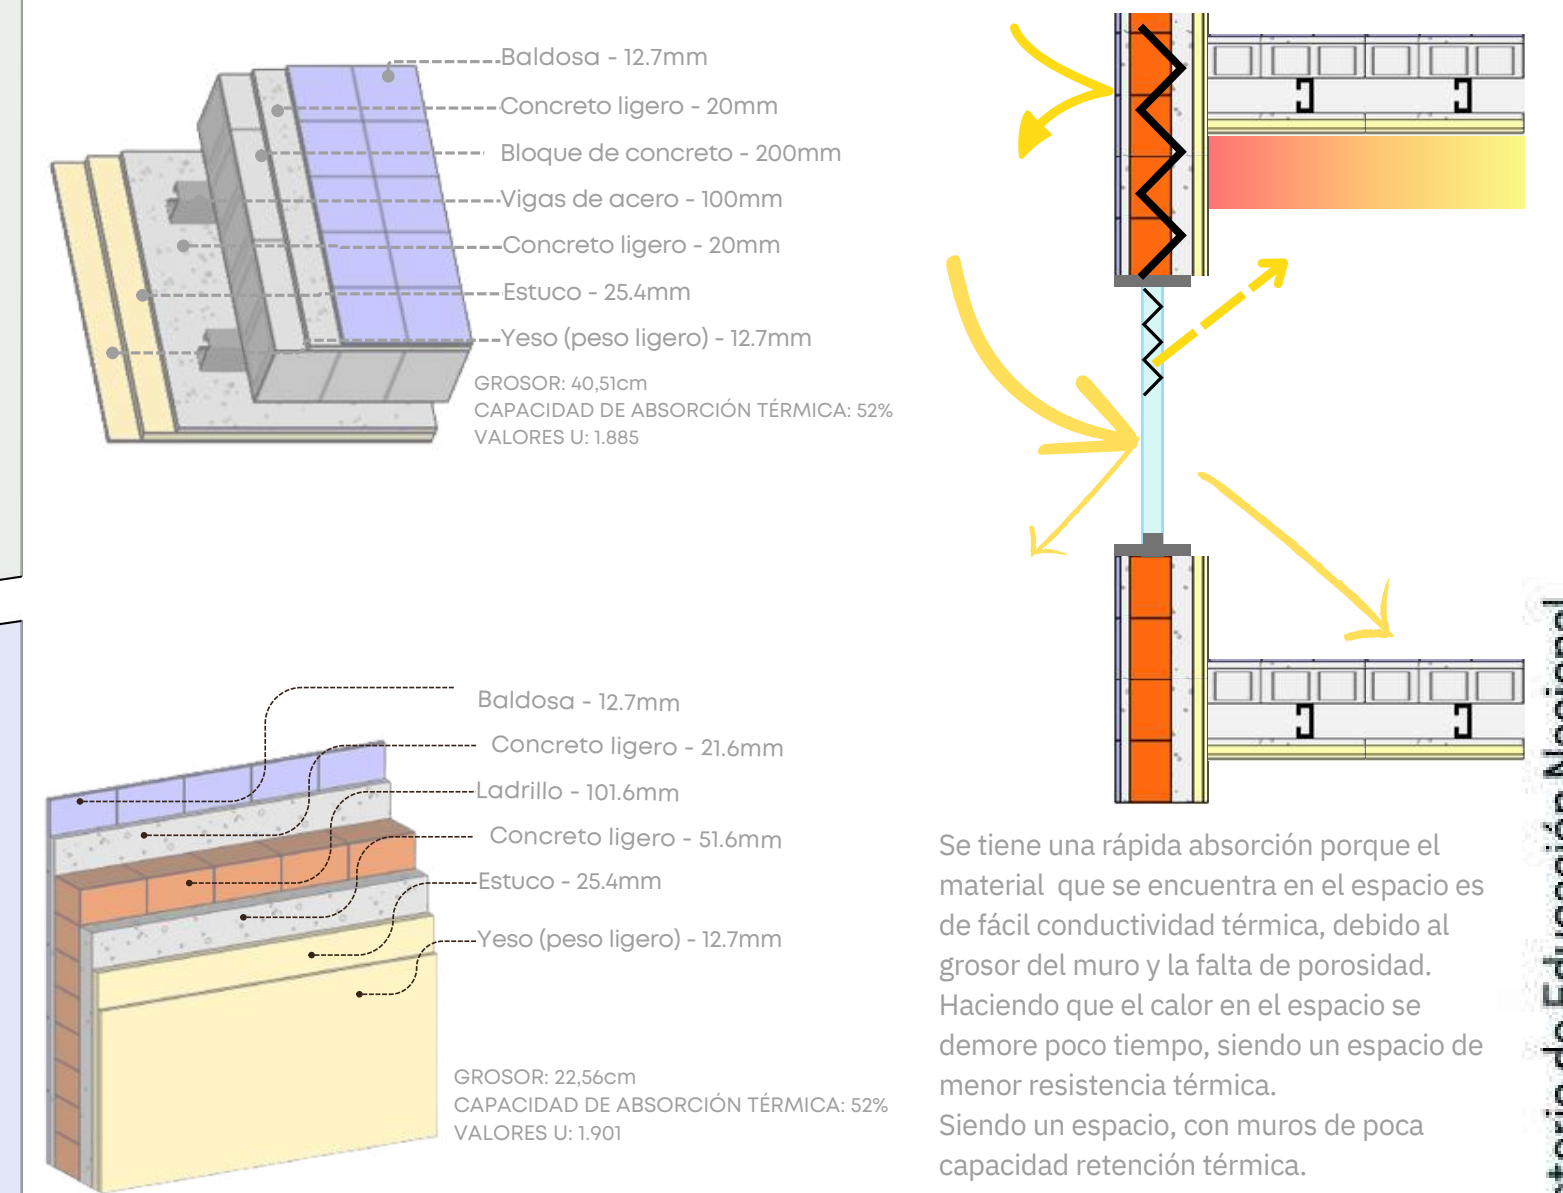 Baldosa - 12.7mm
Concreto ligero - 20mm
Bloque de concreto - 200mm
Vigas de acero - 100mm
Concreto ligero - 20mm
Estuco - 25.4mm
Yeso (peso ligero) - 12.7mm
GROSOR: 40,51cm
CAPACIDAD DE ABSORCIÓN TÉRMICA: 52%
VALORES U: 1.885
Baldosa - 12.7mm
Concreto ligero - 21.6mm
Ladrillo - 101.6mm
Concreto ligero - 51.6mm
Estuco - 25.4mm
Yeso (peso ligero) - 12.7mm
GROSOR: 22,56cm
CAPACIDAD DE ABSORCIÓN TÉRMICA: 52%
VALORES U: 1.901
Se tiene una rápida absorción porque el
material que se encuentra en el espacio es
de fácil conductividad térmica, debido al
grosor del muro y la falta de porosidad.
Haciendo que el calor en el espacio se
demore poco tiempo, siendo un espacio de
menor resistencia térmica.
Siendo un espacio, con muros de poca
capacidad retención térmica.
de Educación Nacional